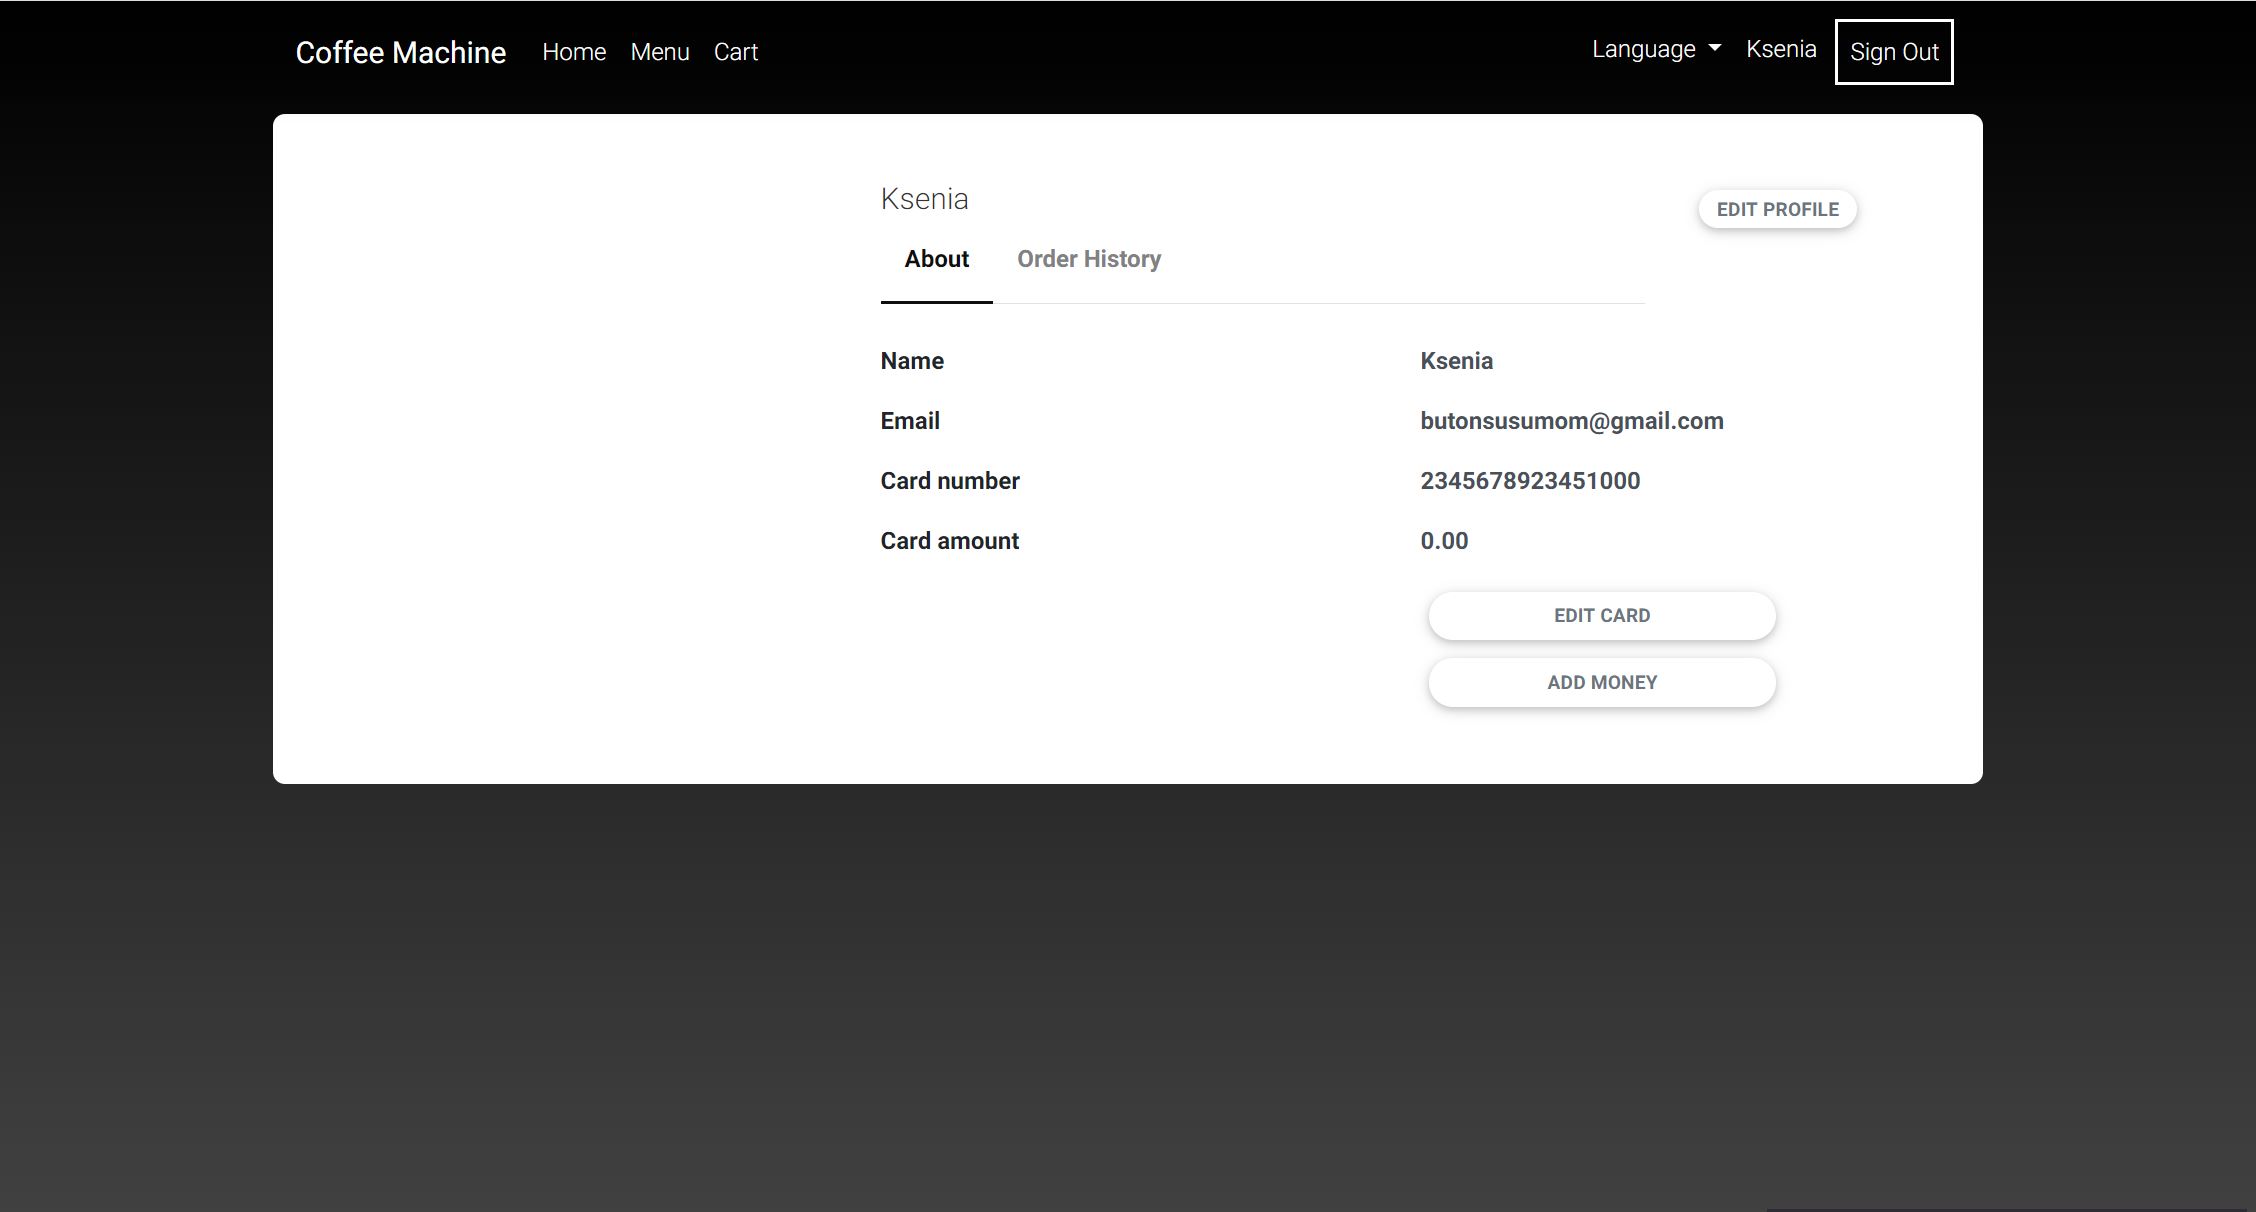 Coffee Machine Home Menu Cart Language Ksenia Sign Out
Ksenia
EDIT PROFILE
About Order History
Name Ksenia
Email butonsusumom@gmail.com
Card number 2345678923451000
Card amount 0.00
EDIT CARD
ADD MONEY